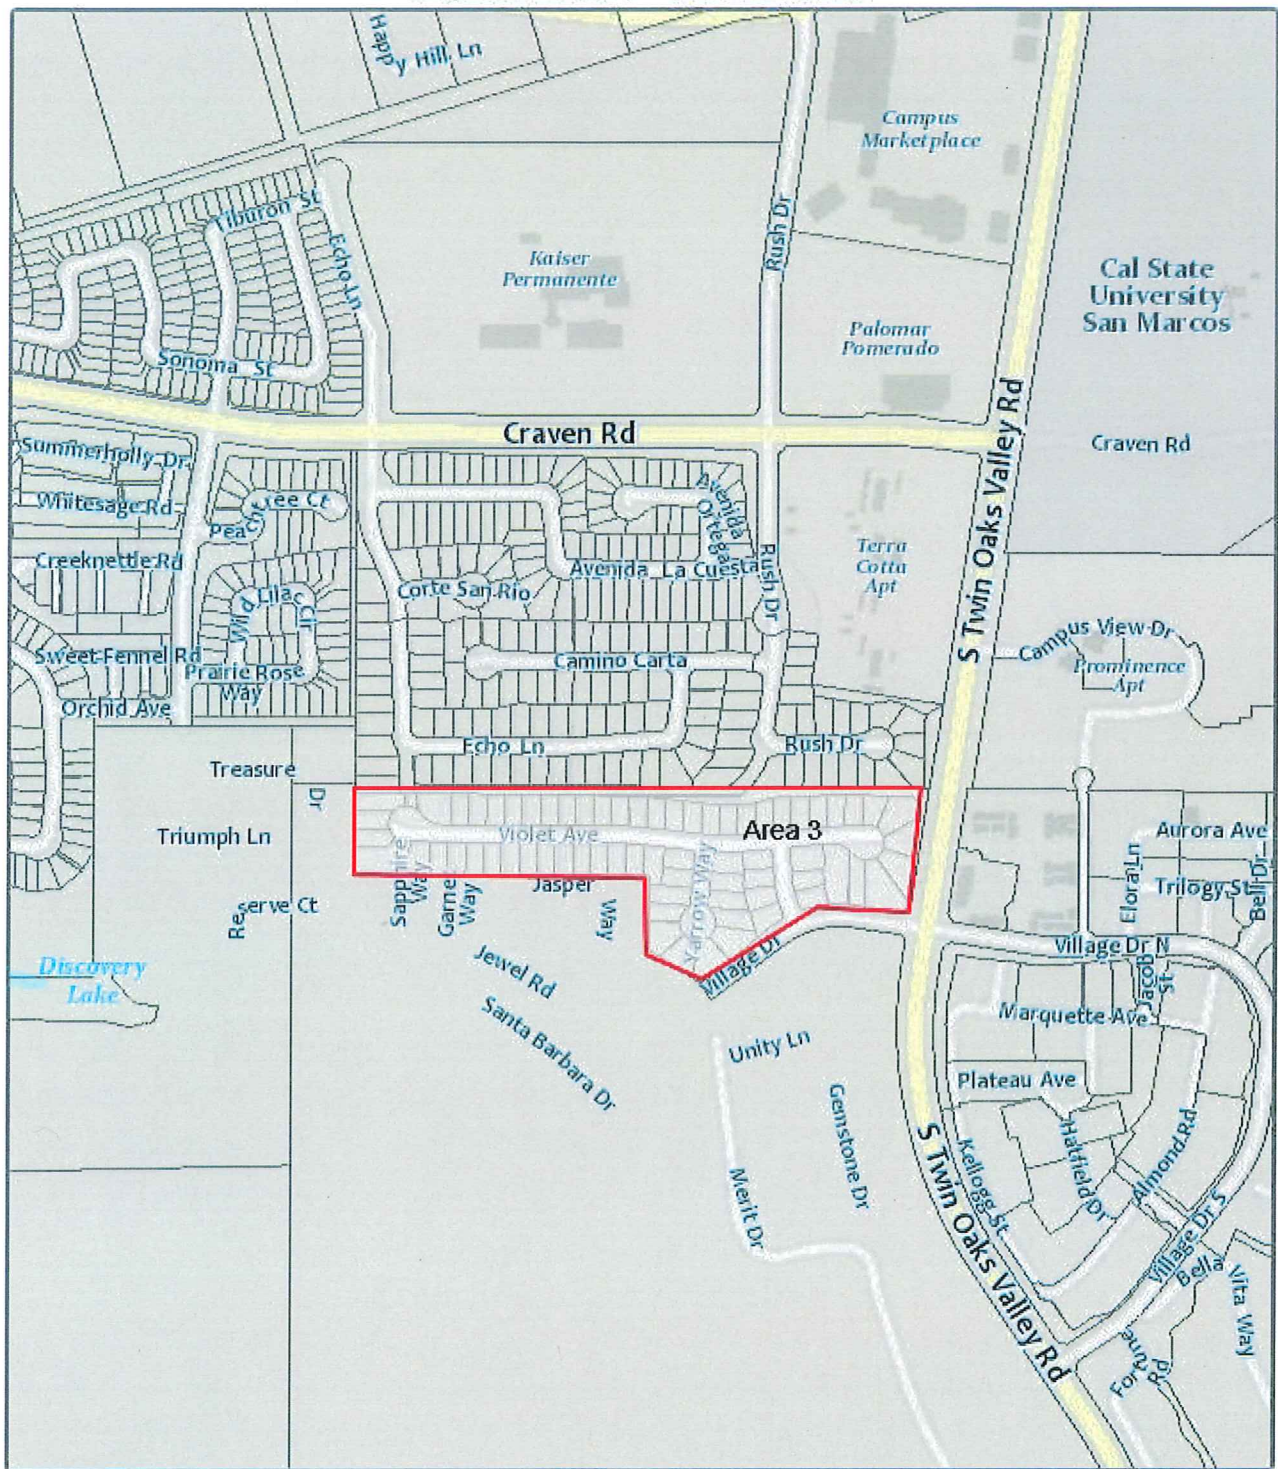 Happy Hill Ln
Campus
Marketplace
Tiburon St
Echo Ln
Rush Dr
Kaiser
Permanente
Cal State
University
San Marcos
Palomar
Pomerado
Sonoma St
Craven Rd
S Twin Oaks Valley Rd
Craven Rd
Summerholly Dr
Whitesage Rd
Peachtree Ct
Avenida
Ortega
Creeknettle Rd
Avenida La Cuesta
Rush Dr
Terra
Cotta
Apt
Corte San Rio
Wild Lilac Cir
Campus View Dr
Prominence
Apt
Sweet Fennel Rd
Prairie Rose
Way
Camino Carta
Orchid Ave
Echo Ln
Rush Dr
Treasure
Dr
Triumph Ln
Violet Ave
Area 3
Aurora Ave
Elora Ln
Trilogy St
Bell Dr
Sapphire
Way
Garnet
Way
Jasper
Way
Yarrow Way
Reserve Ct
Village Dr
Village Dr N
Discovery
Lake
Jewel Rd
Jacob
St
Santa Barbara Dr
Marquette Ave
Unity Ln
Plateau Ave
Gemstone Dr
Hatfield Dr
Almond Rd
Kellogg St
Merit Dr
S Twin Oaks Valley Rd
Village Dr S
Bella Vita Way
Fortune
Rd